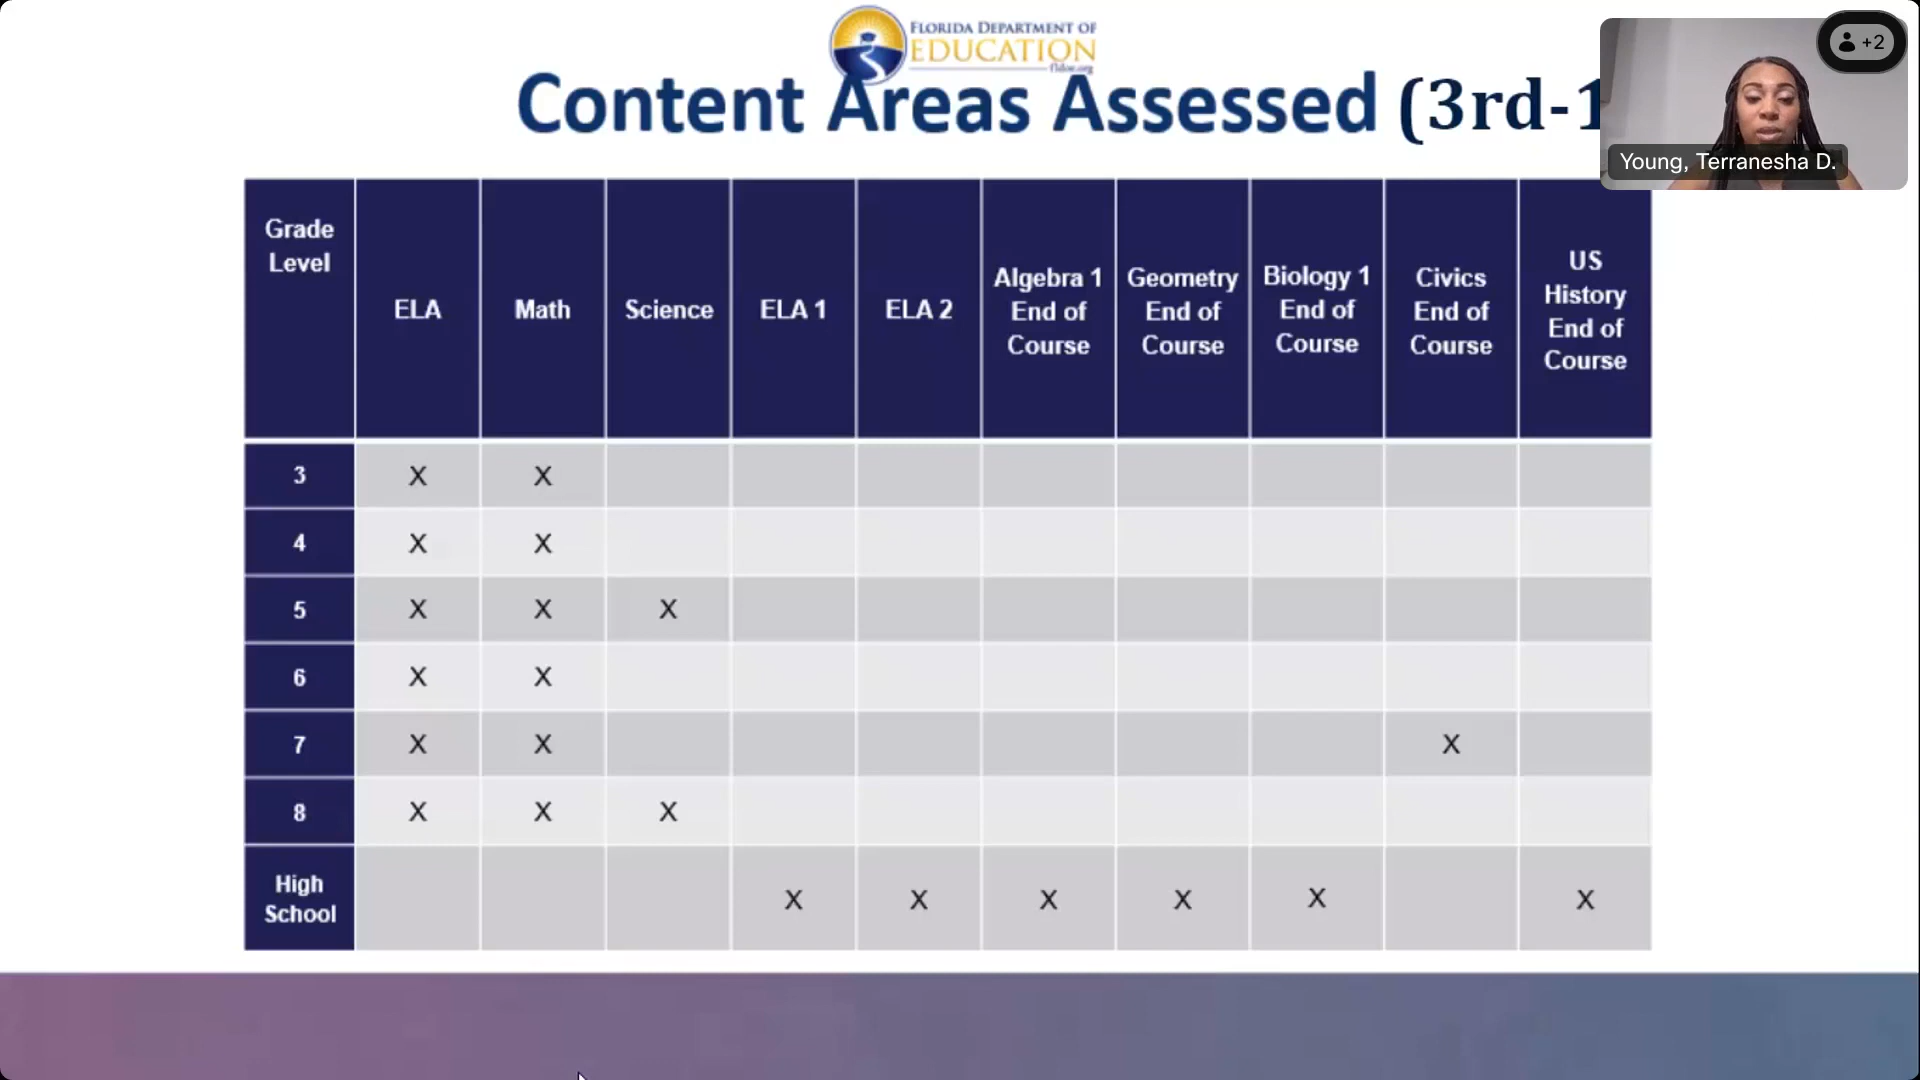 FLORIDA DEPARTMENT OF
EDUCATION
fldoe.org
Content Areas Assessed (3rd-1
+2
Young, Terranesha D.
Grade Level ELA Math Science ELA 1 ELA 2 Algebra 1 End of Course Geometry End of Course Biology 1 End of Course Civics End of Course US History End of Course
3 X X
4 X X
5 X X X
6 X X
7 X X X
8 X X X
High School X X X X X X